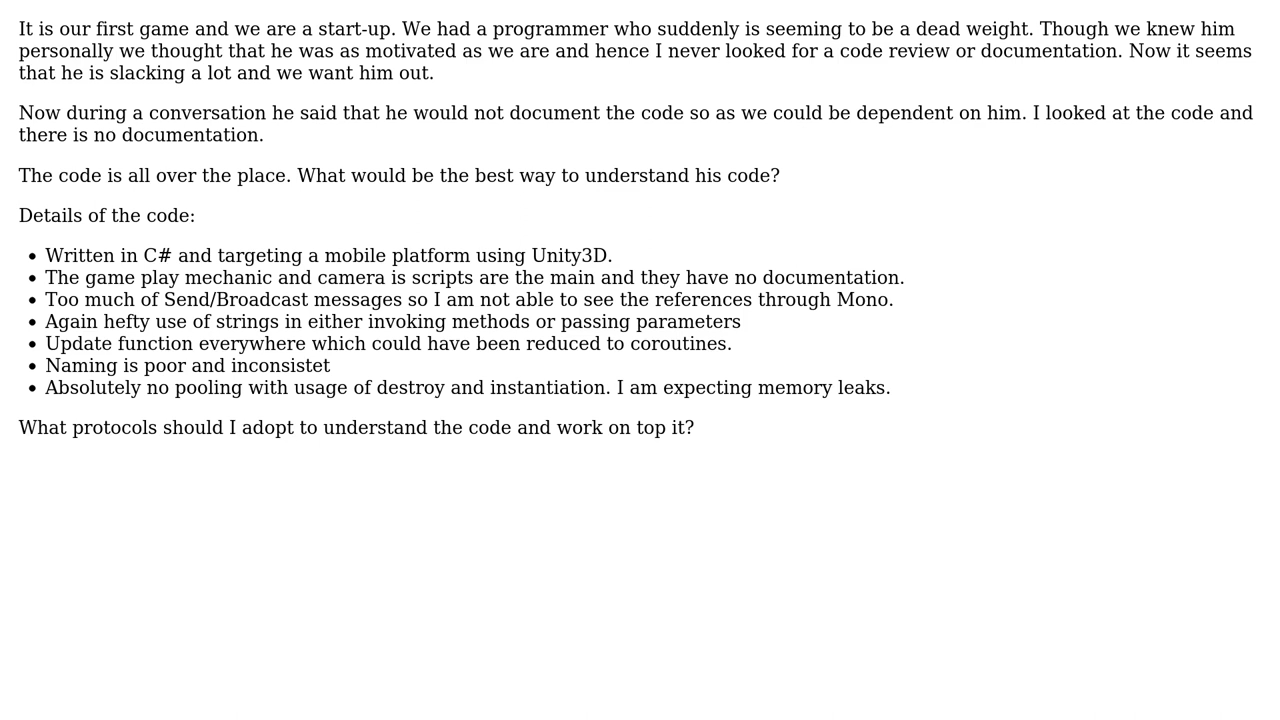 It is our first game and we are a start-up. We had a programmer who suddenly is seeming to be a dead weight. Though we knew him
personally we thought that he was as motivated as we are and hence I never looked for a code review or documentation. Now it seems
that he is slacking a lot and we want him out.
Now during a conversation he said that he would not document the code so as we could be dependent on him. I looked at the code and
there is no documentation.
The code is all over the place. What would be the best way to understand his code?
Details of the code:
• Written in C# and targeting a mobile platform using Unity3D.
• The game play mechanic and camera is scripts are the main and they have no documentation.
• Too much of Send/Broadcast messages so I am not able to see the references through Mono.
• Again hefty use of strings in either invoking methods or passing parameters
• Update function everywhere which could have been reduced to coroutines.
• Naming is poor and inconsistet
• Absolutely no pooling with usage of destroy and instantiation. I am expecting memory leaks.
What protocols should I adopt to understand the code and work on top it?